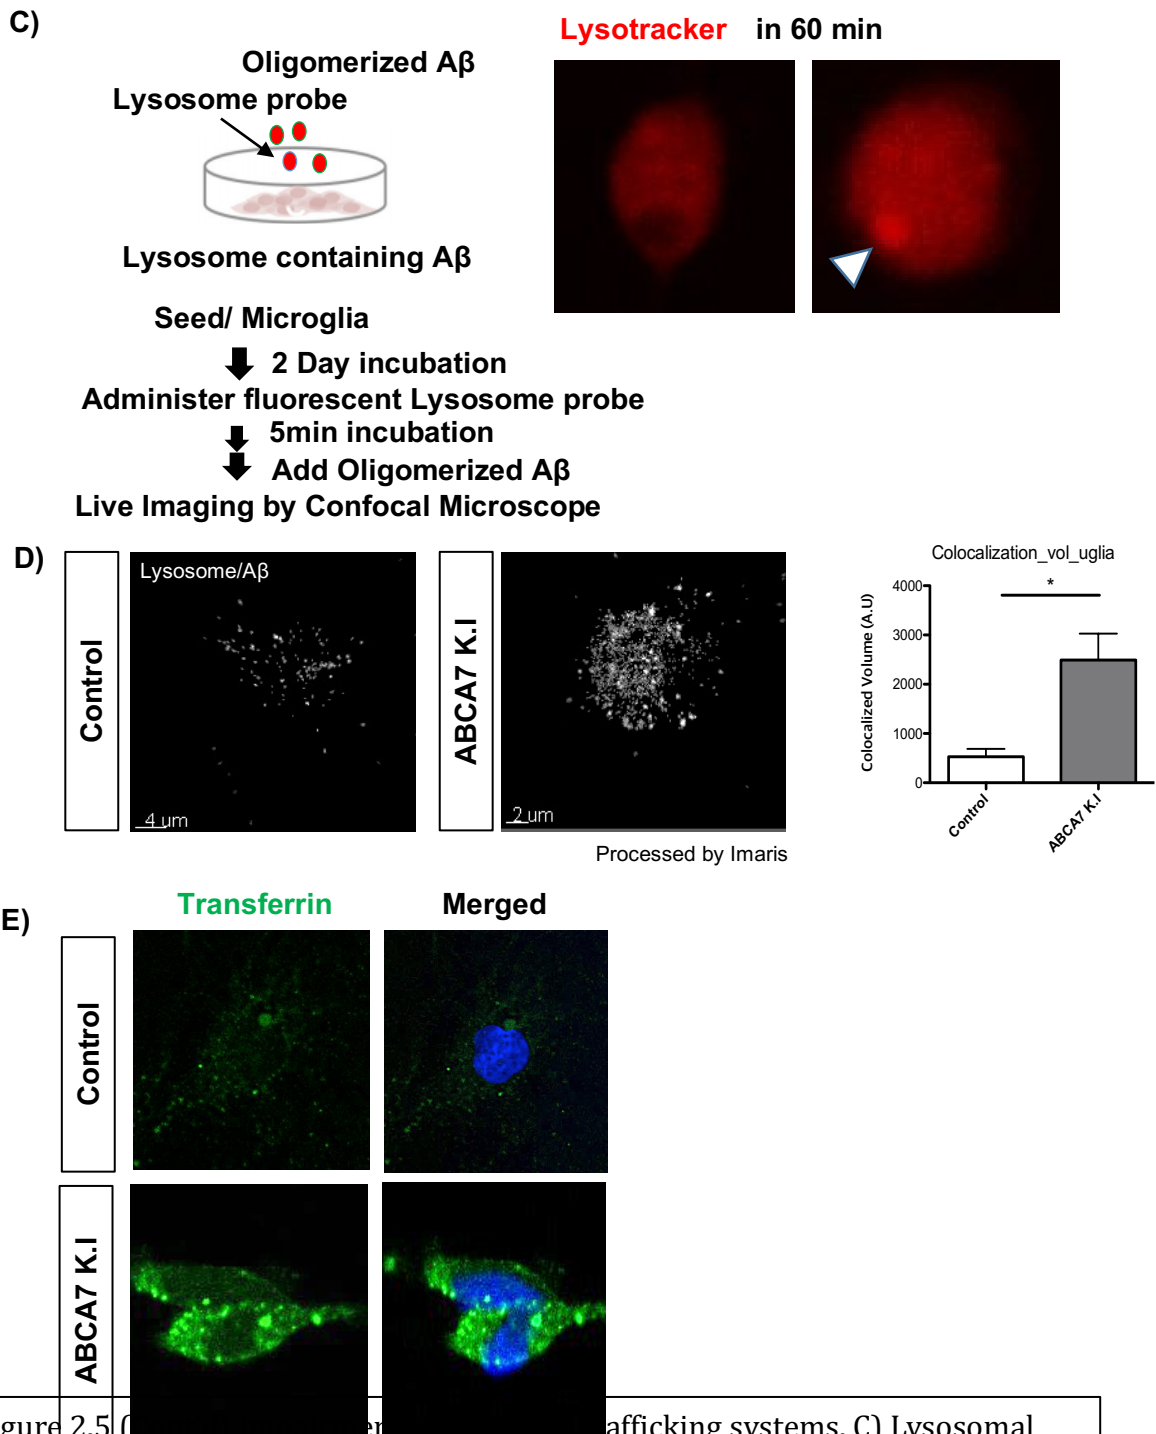 C)
Oligomerized Aβ
Lysosome probe
Lysosome containing Aβ
Seed/ Microglia
2 Day incubation
Administer fluorescent Lysosome probe
5min incubation
Add Oligomerized Aβ
Live Imaging by Confocal Microscope
Lysotracker in 60 min
D)
Control
Lysosome/Aβ
4 um
ABCA7 K.I
2 um
Processed by Imaris
Colocalization_vol_uglia
Colocalized Volume (A.U)
4000
3000
2000
1000
0
*
Control
ABCA7 K.I
E)
Transferrin Merged
Control
ABCA7 K.I
gure 2.5 afficking systems. C) Lysosomal